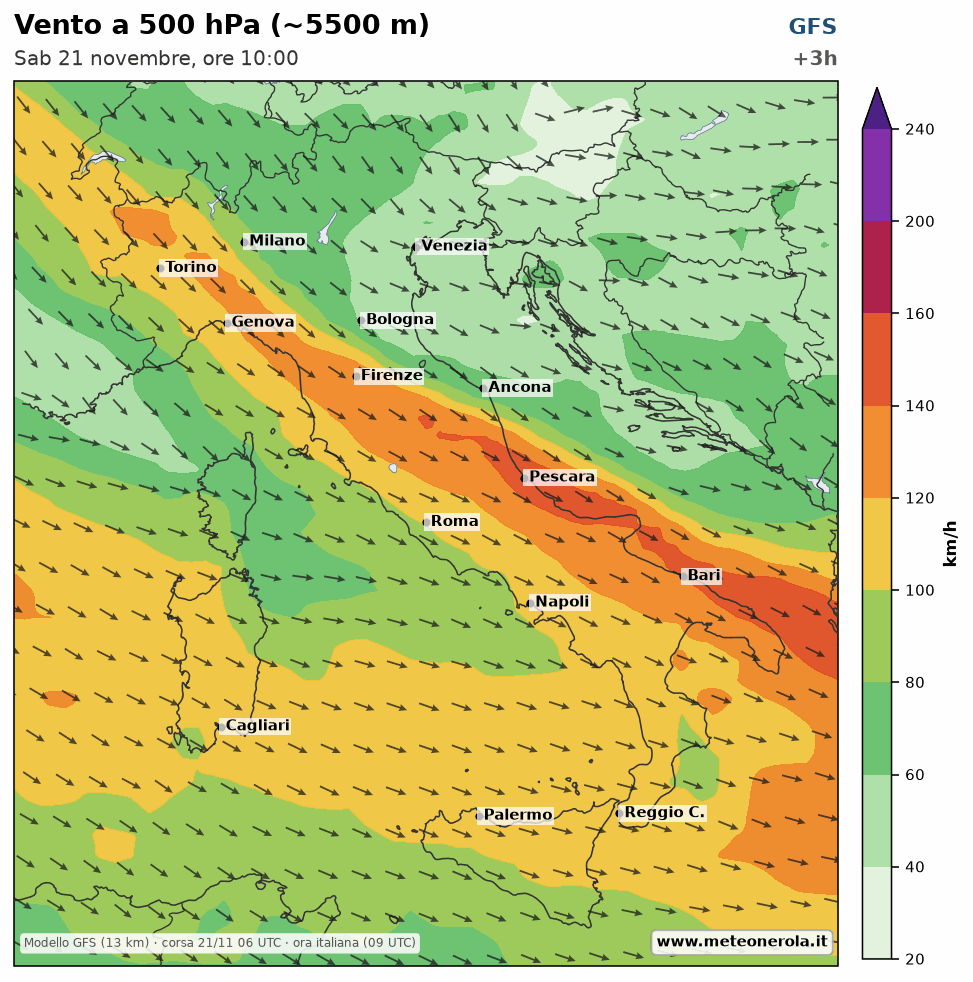 Vento a 500 hPa (~5500 m)
GFS
Sab 21 novembre, ore 10:00
+3h
240
200
160
140
120
100
80
60
40
20
km/h
Milano
Venezia
Torino
Genova
Bologna
Firenze
Ancona
Pescara
Roma
Bari
Napoli
Cagliari
Palermo
Reggio C.
Modello GFS (13 km) · corsa 21/11 06 UTC · ora italiana (09 UTC)
www.meteonerola.it